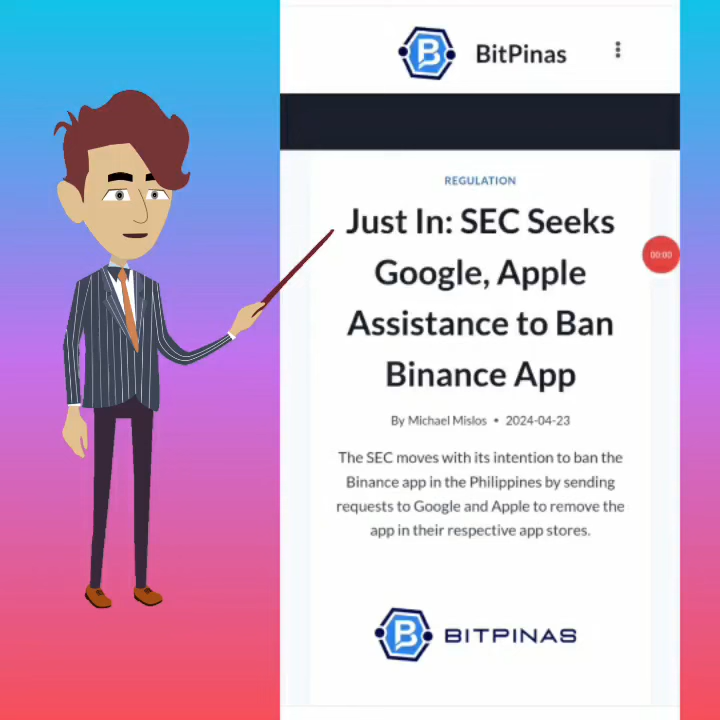 BitPinas
REGULATION
Just In: SEC Seeks
Google, Apple
Assistance to Ban
Binance App
00:00
By Michael Mislos • 2024-04-23
The SEC moves with its intention to ban the
Binance app in the Philippines by sending
requests to Google and Apple to remove the
app in their respective app stores.
BITPINAS